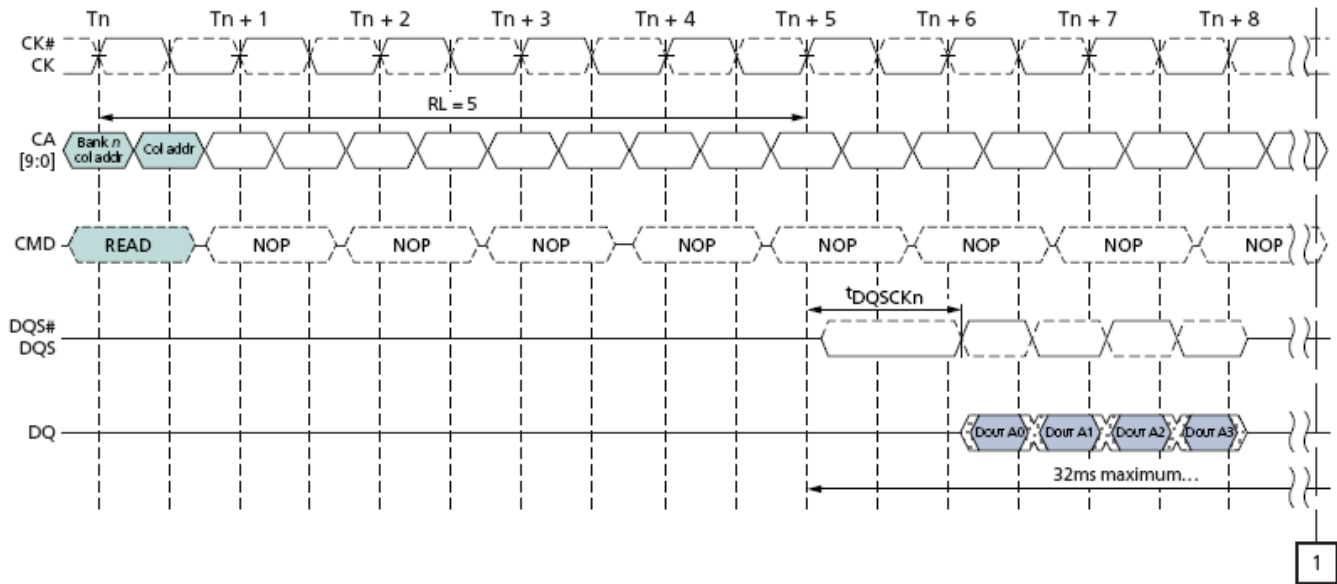 Tn Tn + 1 Tn + 2 Tn + 3 Tn + 4 Tn + 5 Tn + 6 Tn + 7 Tn + 8
CK#
CK
RL = 5
CA
[9:0]
Bank n
col addr
Col addr
CMD READ NOP NOP NOP NOP NOP NOP NOP NOP
tDQSCKn
DQS#
DQS
DQ DOUT A0 DOUT A1 DOUT A2 DOUT A3
32ms maximum…
1